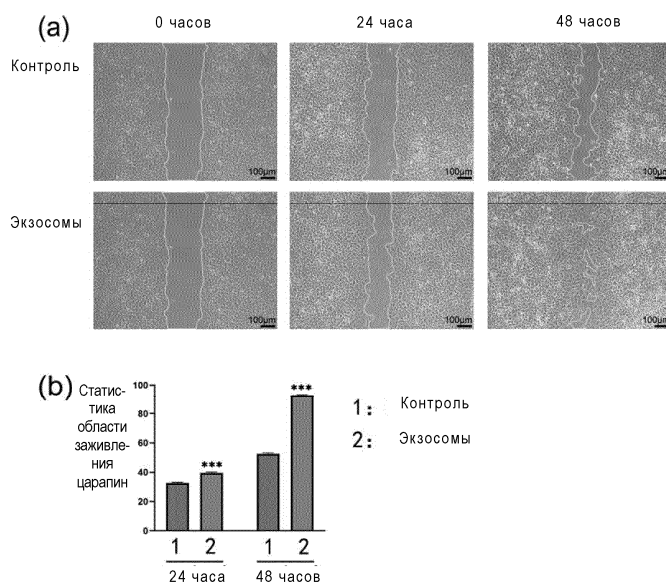 (a)
0 часов
24 часа
48 часов
Контроль
100μm
100μm
100μm
Экзосомы
100μm
100μm
100μm
(b)
Статис-
тика
области
заживле-
ния
царапин
100
80
60
40
20
0
***
***
1
2
1
2
24 часа
48 часов
1: Контроль
2: Экзосомы